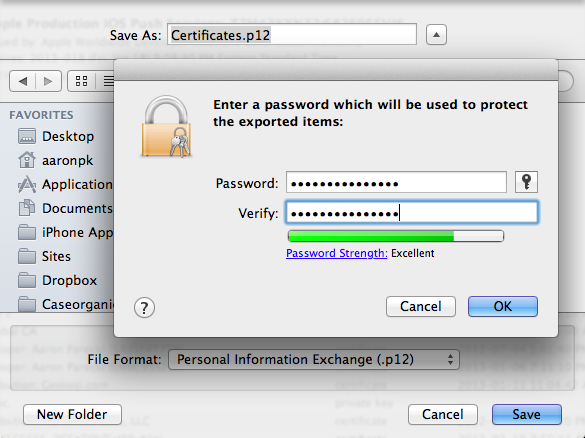 Save As: Certificates.p12
FAVORITES
Desktop
aaronpk
Application
Documents
iPhone App
Sites
Dropbox
Caseorganic
Enter a password which will be used to protect
the exported items:
Password: •••••••••••••••
Verify: •••••••••••••••
Password Strength: Excellent
? Cancel OK
File Format: Personal Information Exchange (.p12)
New Folder Cancel Save